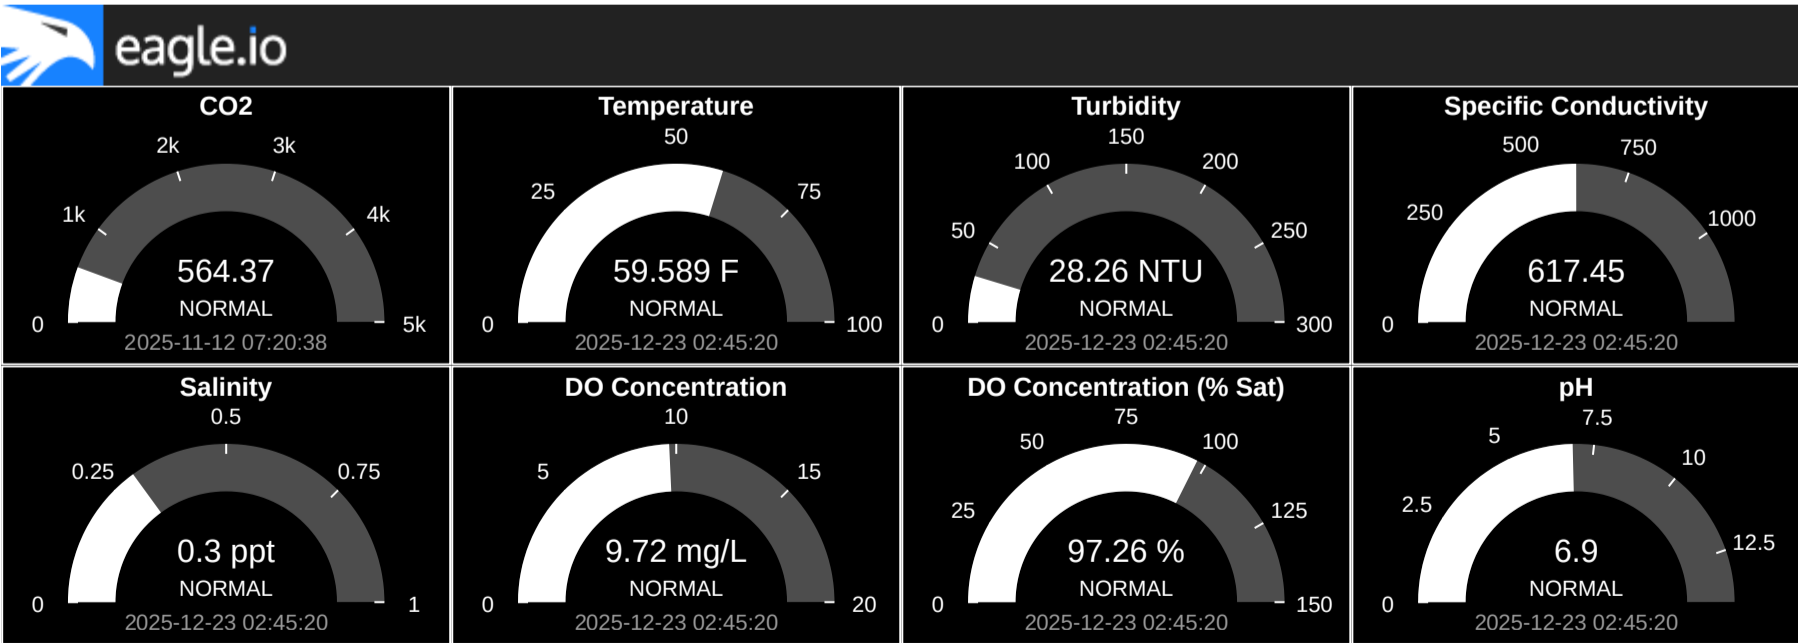 eagle.io
CO2
2k
3k
1k
4k
0
5k
564.37
NORMAL
2025-11-12 07:20:38
Temperature
50
25
75
0
100
59.589 F
NORMAL
2025-12-23 02:45:20
Turbidity
150
100
200
50
250
0
300
28.26 NTU
NORMAL
2025-12-23 02:45:20
Specific Conductivity
500
750
250
1000
0
617.45
NORMAL
2025-12-23 02:45:20
Salinity
0.5
0.25
0.75
0
1
0.3 ppt
NORMAL
2025-12-23 02:45:20
DO Concentration
10
5
15
0
20
9.72 mg/L
NORMAL
2025-12-23 02:45:20
DO Concentration (% Sat)
75
50
100
25
125
0
150
97.26 %
NORMAL
2025-12-23 02:45:20
pH
7.5
5
10
2.5
12.5
0
6.9
NORMAL
2025-12-23 02:45:20